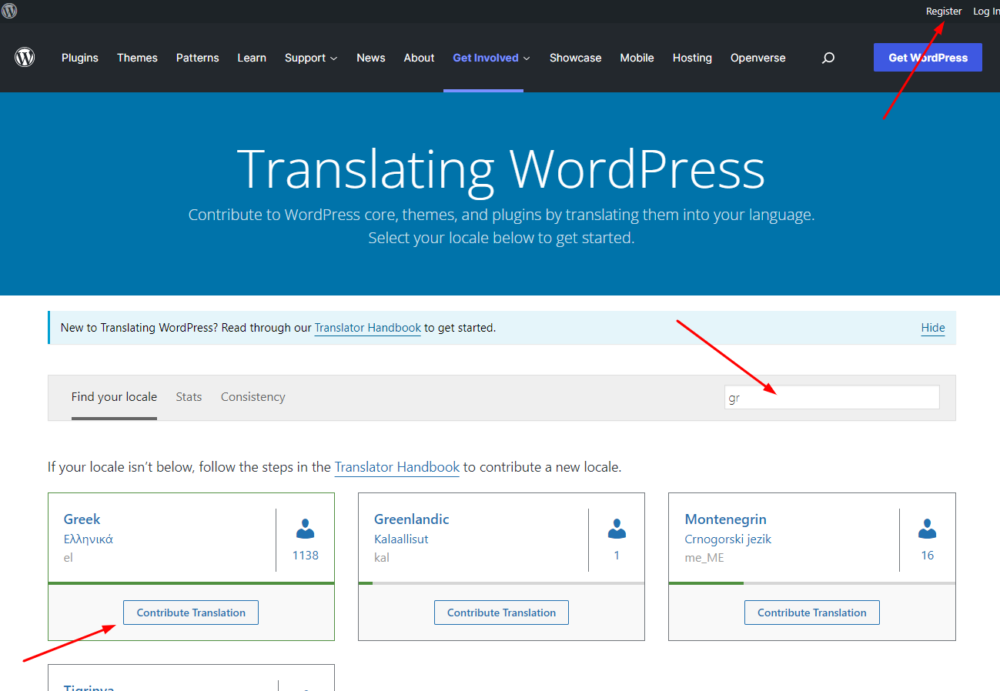 Register Log In
Plugins Themes Patterns Learn Support News About Get Involved Showcase Mobile Hosting Openverse Get WordPress
Translating WordPress
Contribute to WordPress core, themes, and plugins by translating them into your language.
Select your locale below to get started.
New to Translating WordPress? Read through our Translator Handbook to get started. Hide
Find your locale Stats Consistency gr
If your locale isn’t below, follow the steps in the Translator Handbook to contribute a new locale.
Greek
Ελληνικά
el
1138
Contribute Translation
Greenlandic
Kalaallisut
kal
1
Contribute Translation
Montenegrin
Crnogorski jezik
me_ME
16
Contribute Translation
Tigrinya